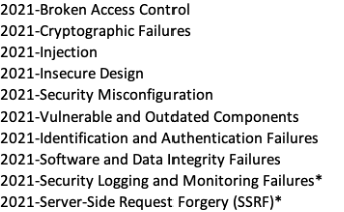 2021-Broken Access Control
2021-Cryptographic Failures
2021-Injection
2021-Insecure Design
2021-Security Misconfiguration
2021-Vulnerable and Outdated Components
2021-Identification and Authentication Failures
2021-Software and Data Integrity Failures
2021-Security Logging and Monitoring Failures*
2021-Server-Side Request Forgery (SSRF)*